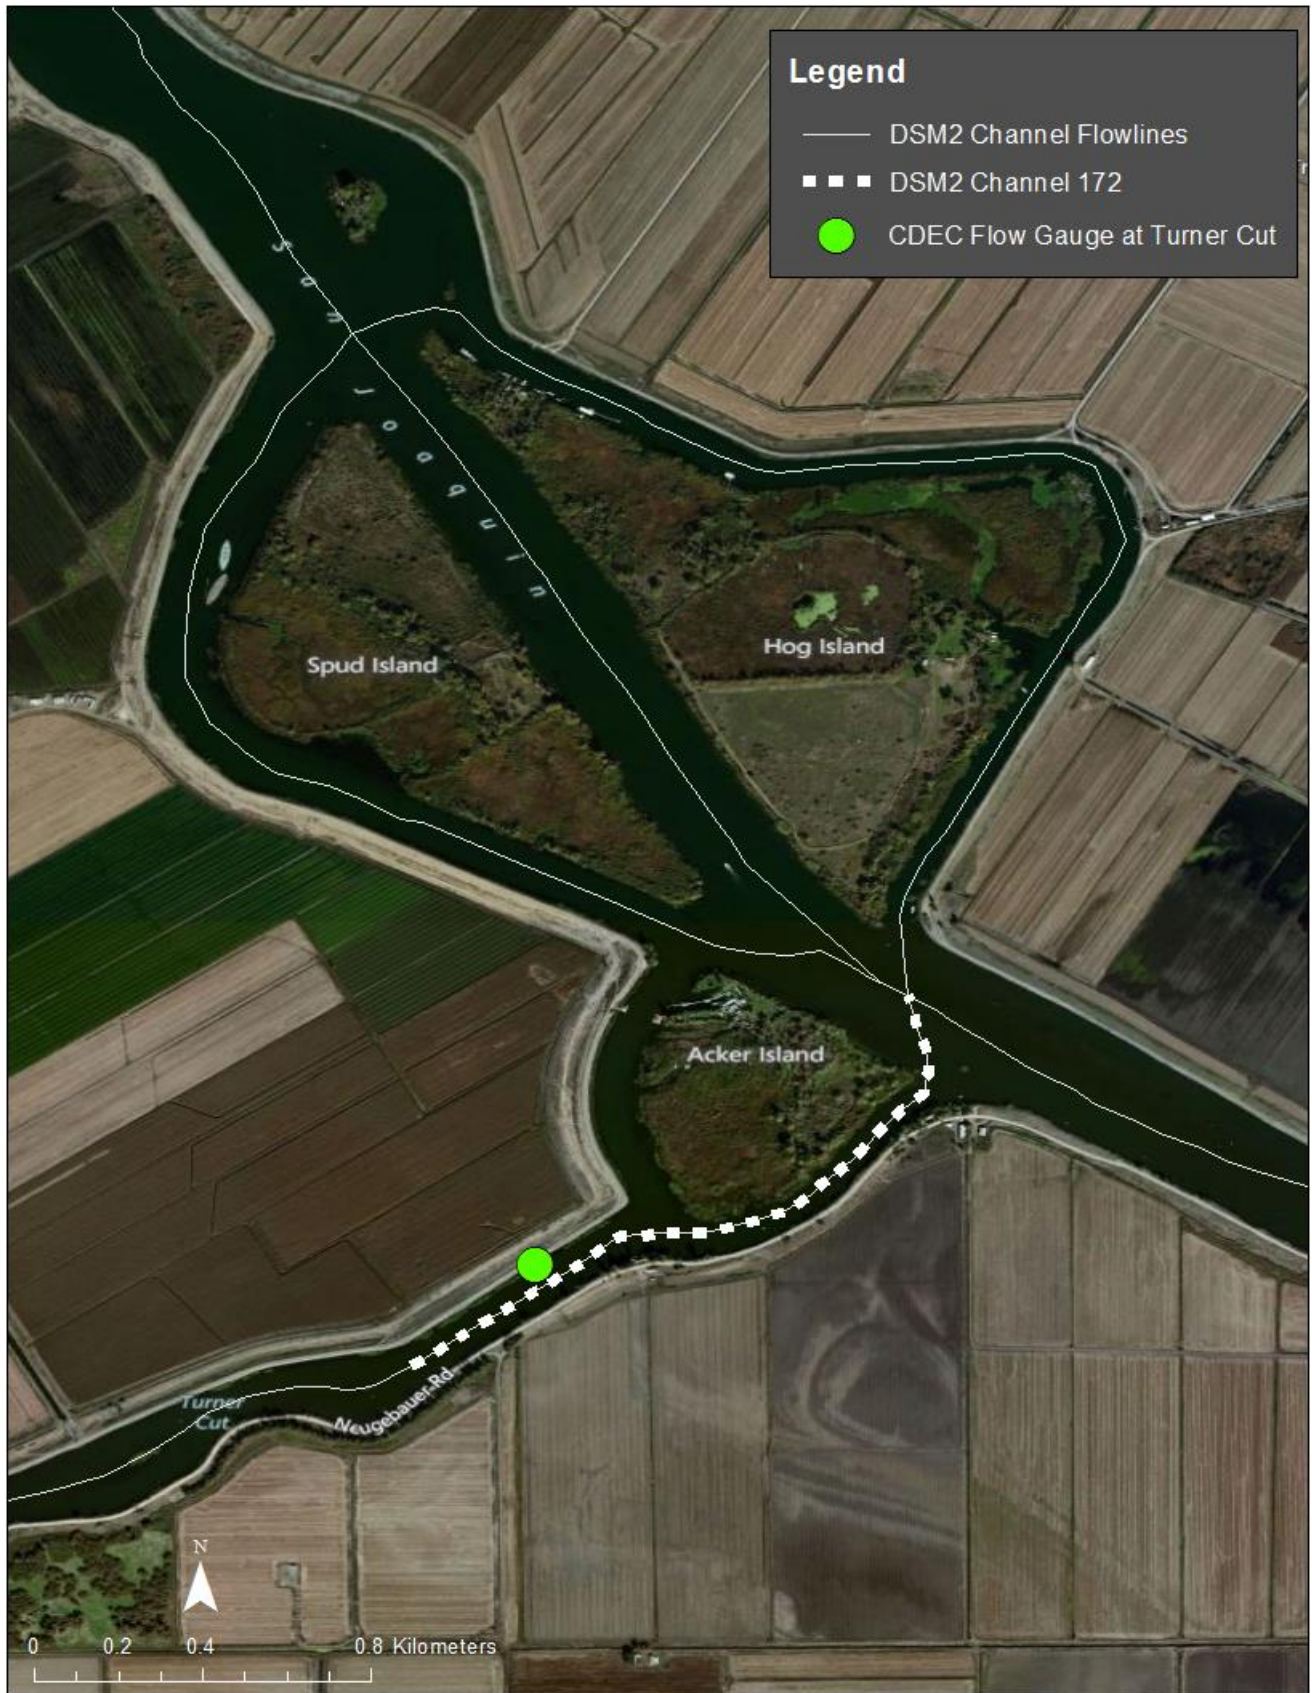 Legend
DSM2 Channel Flowlines
DSM2 Channel 172
CDEC Flow Gauge at Turner Cut
San Joaquin
Spud Island
Hog Island
Acker Island
Turner
Cut
Neugebauer Rd
N
0 0.2 0.4 0.8 Kilometers